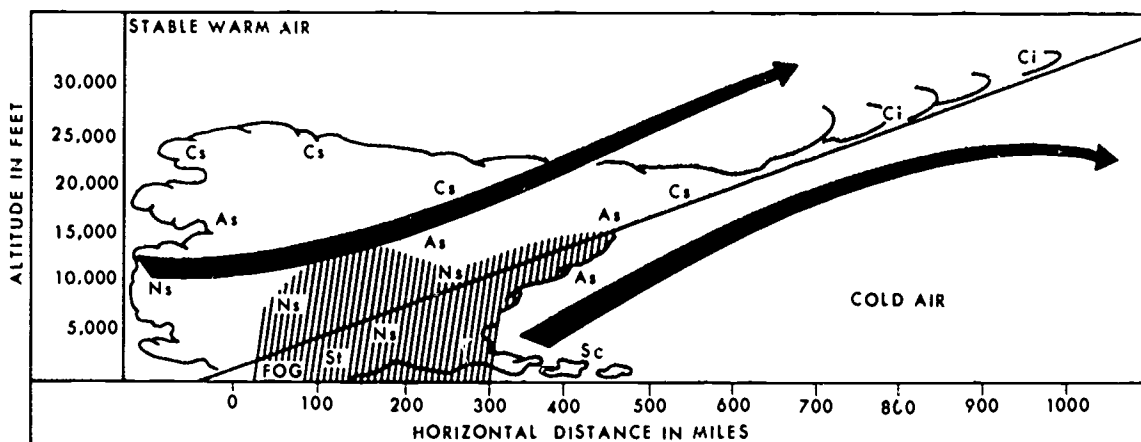 STABLE WARM AIR
Ci
30,000
Ci
25,000
Cs Cs
20,000
Cs Cs
As As
15,000
As
Ns As
10,000
Ns
COLD AIR
Ns
5,000
Ns
St Sc
FOG
0 100 200 300 400 500 600 700 800 900 1000
HORIZONTAL DISTANCE IN MILES
ALTITUDE IN FEET